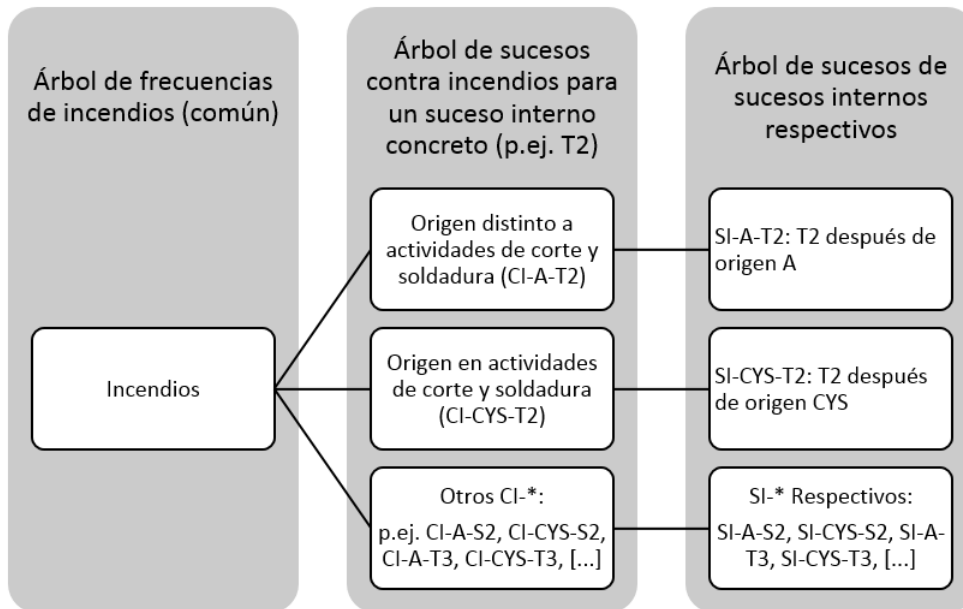 Árbol de frecuencias
de incendios (común)
Incendios
Árbol de sucesos
contra incendios para
un suceso interno
concreto (p.ej. T2)
Origen distinto a
actividades de corte y
soldadura (CI-A-T2)
Origen en actividades
de corte y soldadura
(CI-CYS-T2)
Otros CI-*:
p.ej. CI-A-S2, CI-CYS-S2,
CI-A-T3, CI-CYS-T3, [...]
Árbol de sucesos de
sucesos internos
respectivos
SI-A-T2: T2 después de
origen A
SI-CYS-T2: T2 después
de origen CYS
SI-* Respectivos:
SI-A-S2, SI-CYS-S2, SI-A-
T3, SI-CYS-T3, [...]